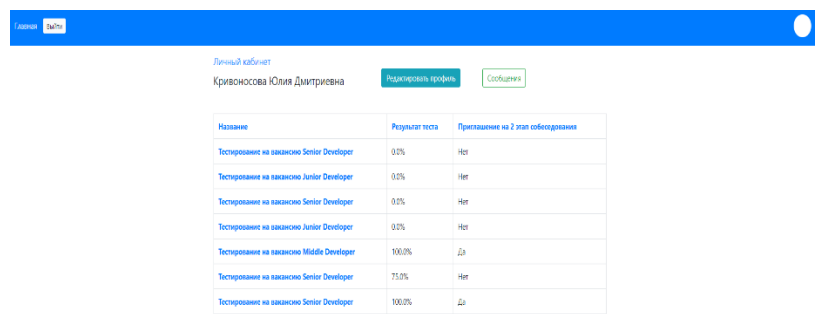 Главная Выйти
Личный кабинет
Кривоносова Юлия Дмитриевна Редактировать профиль Сообщения
Название Результат теста Приглашение на 2 этап собеседования
Тестирование на вакансию Senior Developer 0.0% Нет
Тестирование на вакансию Junior Developer 0.0% Нет
Тестирование на вакансию Senior Developer 0.0% Нет
Тестирование на вакансию Junior Developer 0.0% Нет
Тестирование на вакансию Middle Developer 100.0% Да
Тестирование на вакансию Senior Developer 75.0% Нет
Тестирование на вакансию Senior Developer 100.0% Да